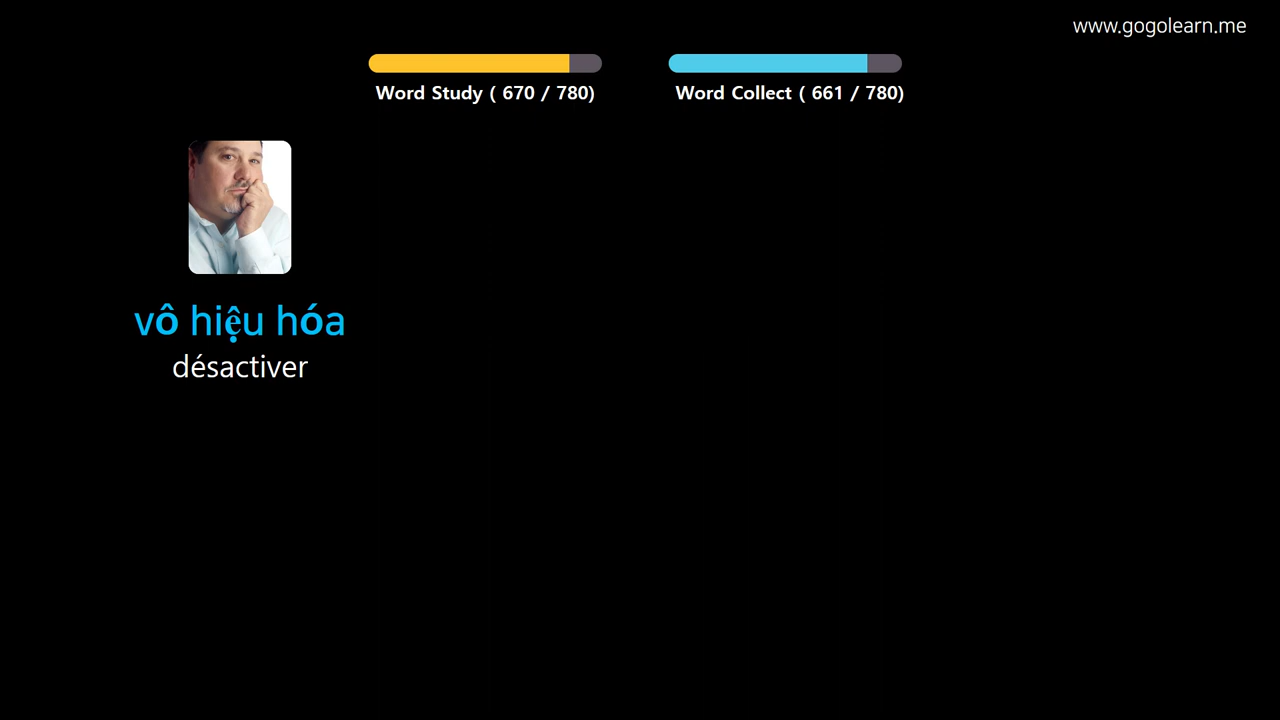 www.gogolearn.me
Word Study ( 670 / 780)
Word Collect ( 661 / 780)
vô hiệu hóa
désactiver